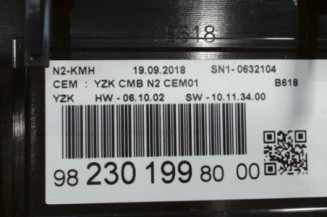 B618
N2-KMH 19.09.2018 SN1- 0632104
CEM : YZK CMB N2 CEM01 B618
YZK HW - 06.10.02 SW - 10.11.34.00
98 230 199 80 00